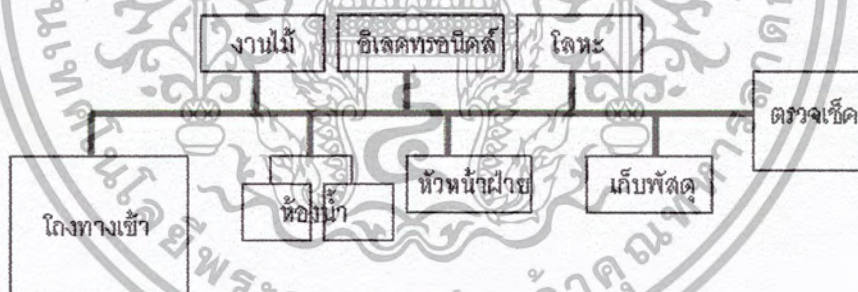 งานไม้
อิเลคทรอนิคส์
โลหะ
ตรวจเช็ค
โถงทางเข้า
ห้องน้ำ
หัวหน้าฝ่าย
เก็บพัสดุ